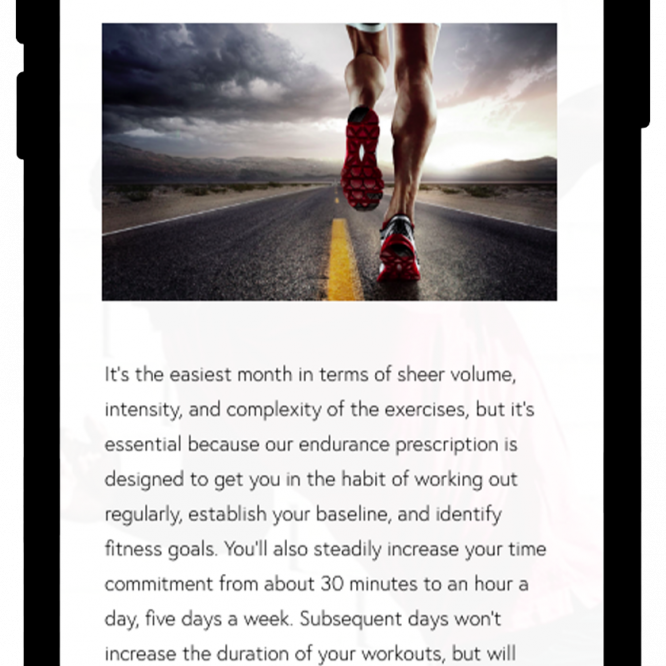 It's the easiest month in terms of sheer volume,
intensity, and complexity of the exercises, but it's
essential because our endurance prescription is
designed to get you in the habit of working out
regularly, establish your baseline, and identify
fitness goals. You'll also steadily increase your time
commitment from about 30 minutes to an hour a
day, five days a week. Subsequent days won't
increase the duration of your workouts, but will